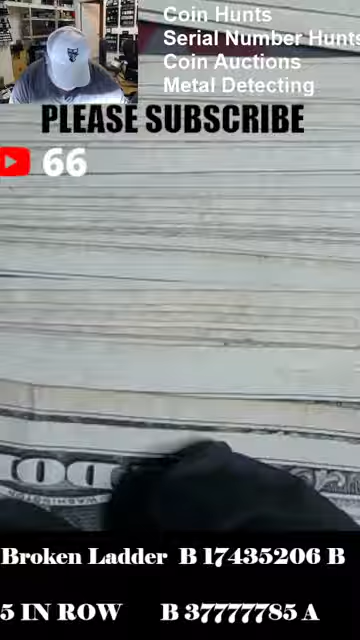 Coin Hunts
Serial Number Hunts
Coin Auctions
Metal Detecting
PLEASE SUBSCRIBE
66
WASHINGTON
Broken Ladder B 17435206 B
5 IN ROW B 37777785 A